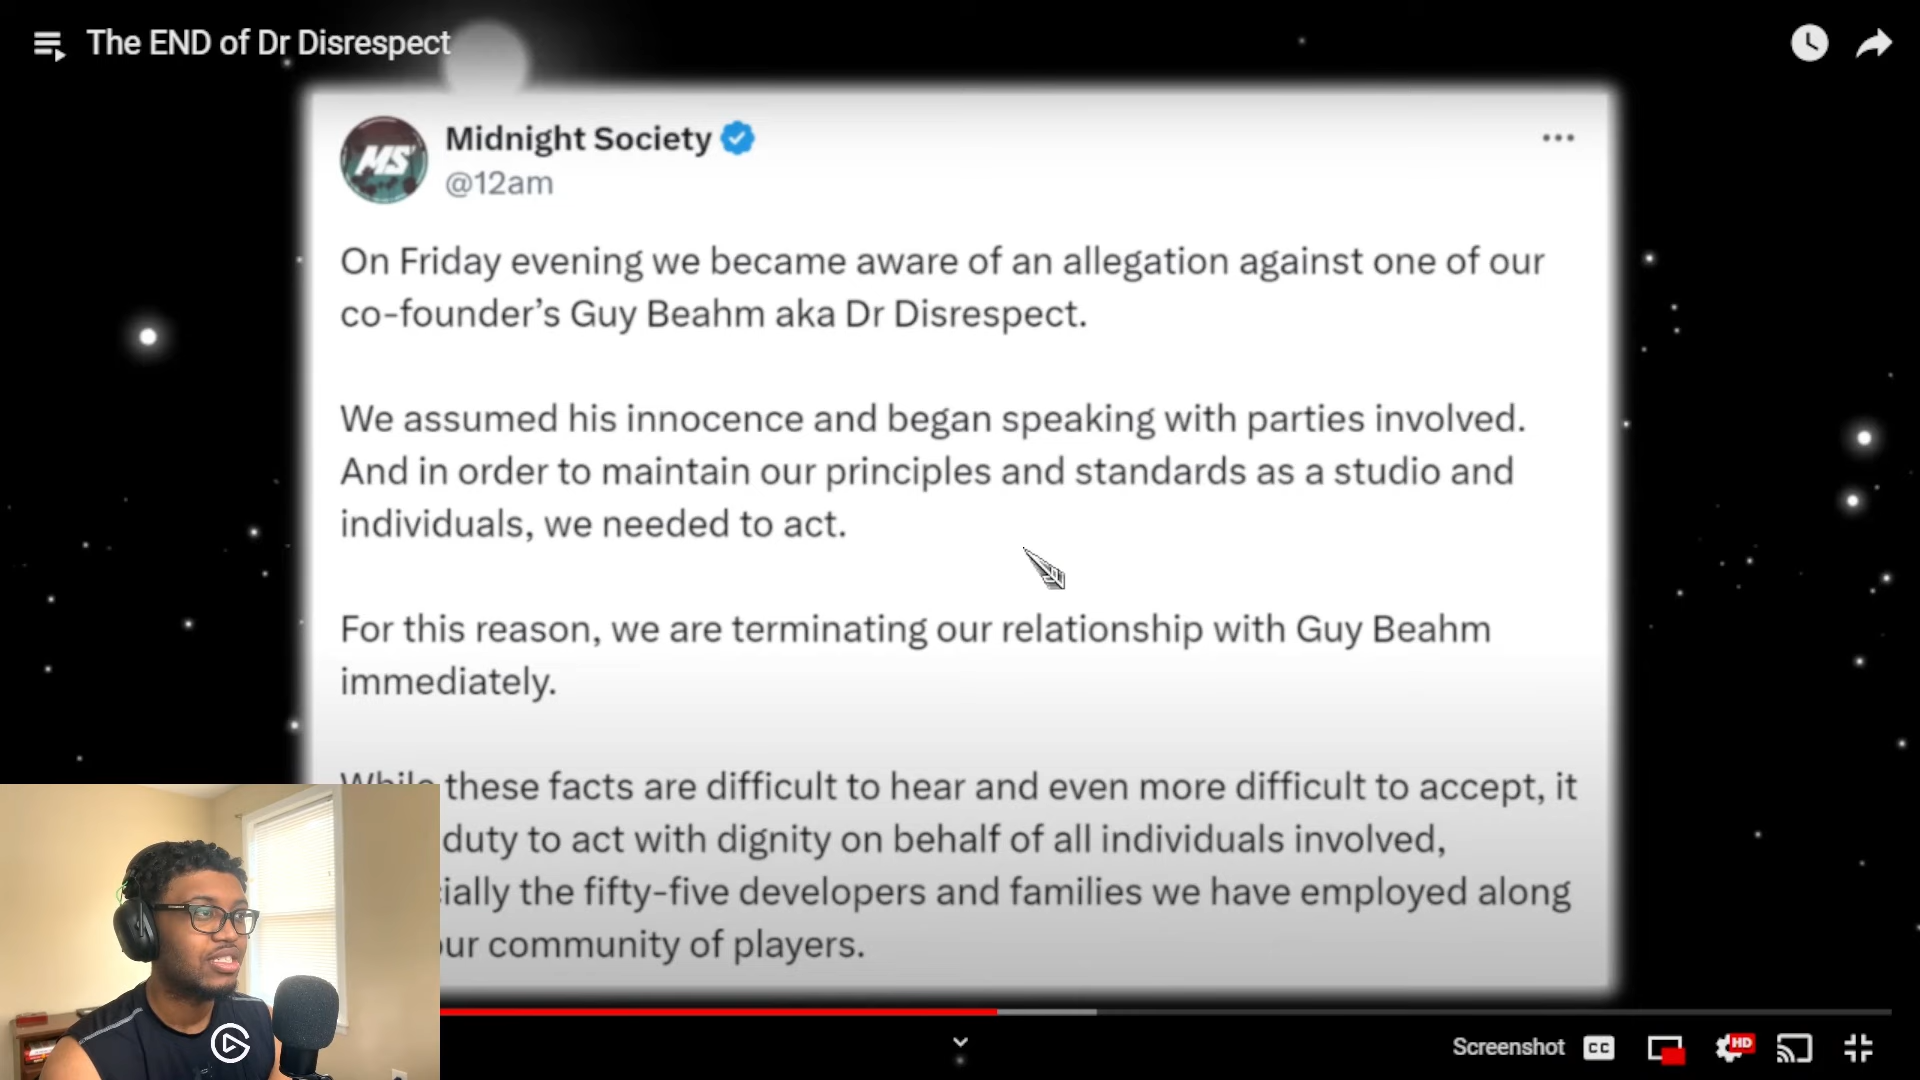 The END of Dr Disrespect
MS
Midnight Society
@12am
On Friday evening we became aware of an allegation against one of our
co-founder’s Guy Beahm aka Dr Disrespect.
We assumed his innocence and began speaking with parties involved.
And in order to maintain our principles and standards as a studio and
individuals, we needed to act.
For this reason, we are terminating our relationship with Guy Beahm
immediately.
While these facts are difficult to hear and even more difficult to accept, it
duty to act with dignity on behalf of all individuals involved,
cially the fifty-five developers and families we have employed along
ur community of players.
Screenshot
CC
HD